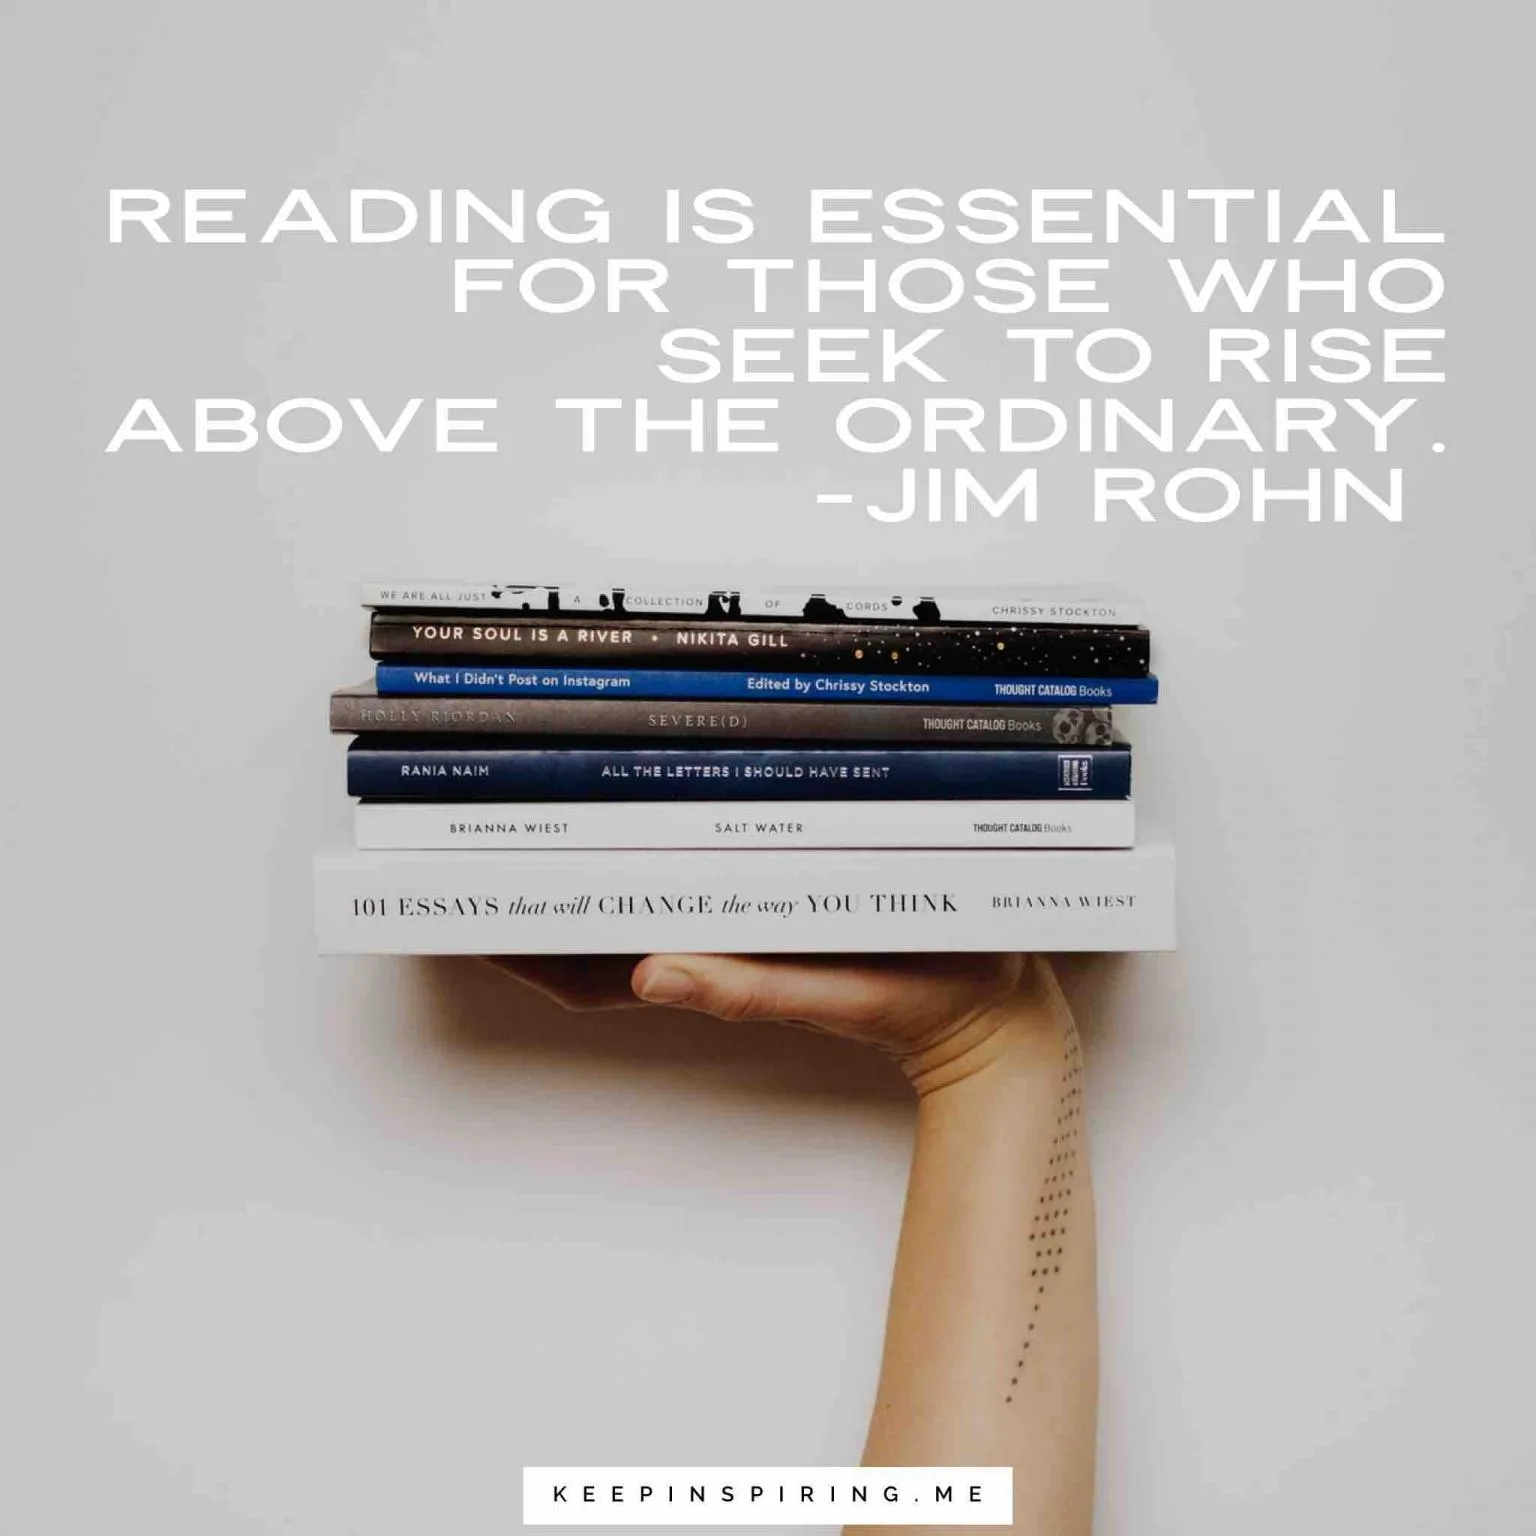 READING IS ESSENTIAL
FOR THOSE WHO
SEEK TO RISE
ABOVE THE ORDINARY.
-JIM ROHN
WE ARE ALL JUST A COLLECTION OF CORDS CHRISSY STOCKTON
YOUR SOUL IS A RIVER • NIKITA GILL
What I Didn't Post on Instagram Edited by Chrissy Stockton THOUGHT CATALOG Books
HOLLY RIORDAN SEVERE(D) THOUGHT CATALOG Books
RANIA NAIM ALL THE LETTERS I SHOULD HAVE SENT
BRIANNA WIEST SALT WATER THOUGHT CATALOG Books
101 ESSAYS that will CHANGE the way YOU THINK BRIANNA WIEST
KEEPINSPIRING.ME